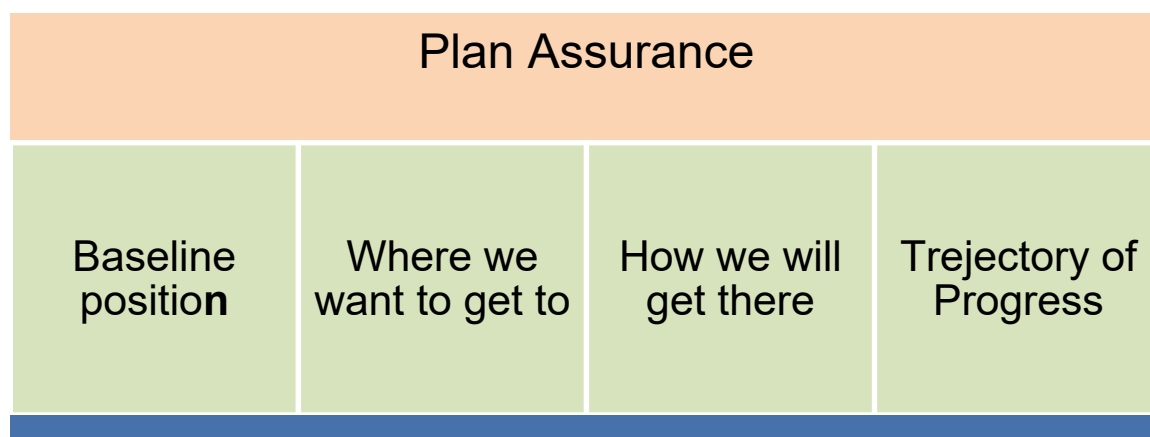 Plan Assurance
Baseline
position
Where we
want to get to
How we will
get there
Trejectory of
Progress